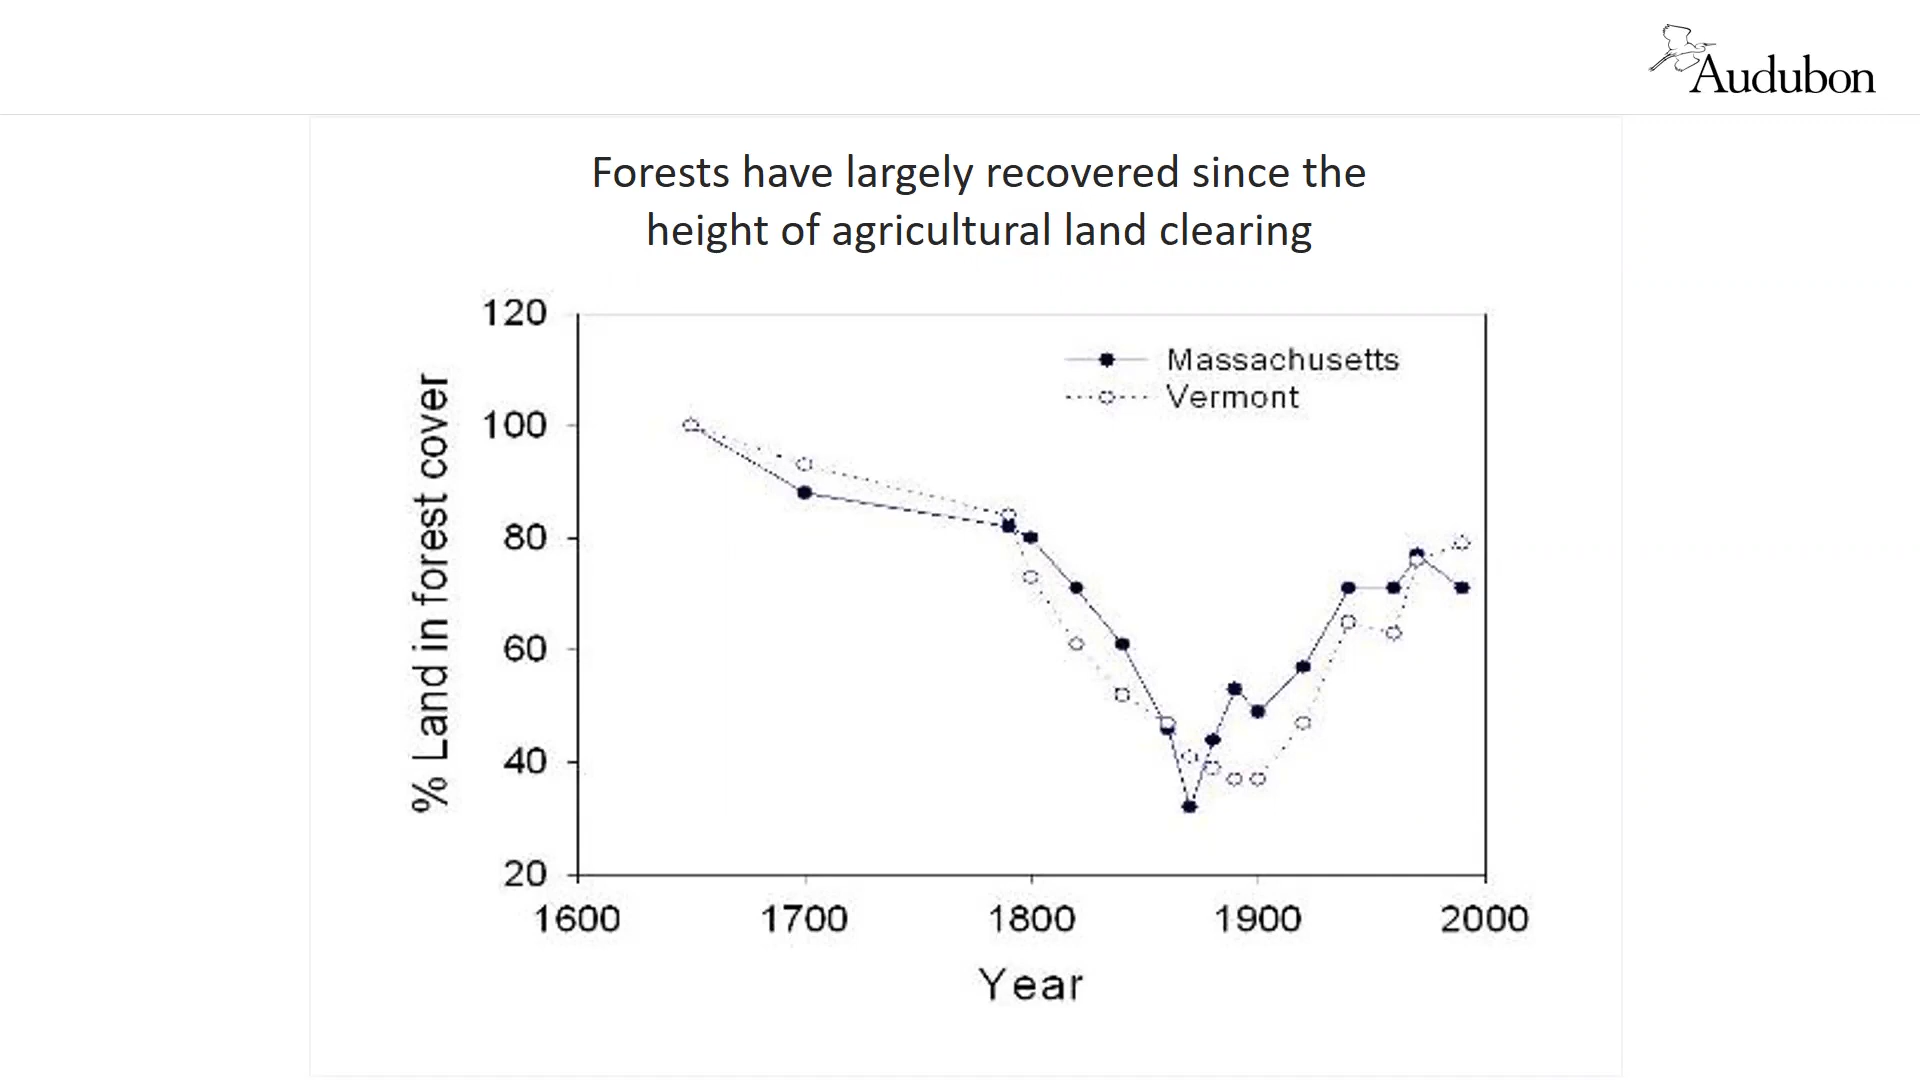 Audubon
Forests have largely recovered since the
height of agricultural land clearing
120
100
80
60
40
20
% Land in forest cover
Massachusetts
Vermont
1600 1700 1800 1900 2000
Year